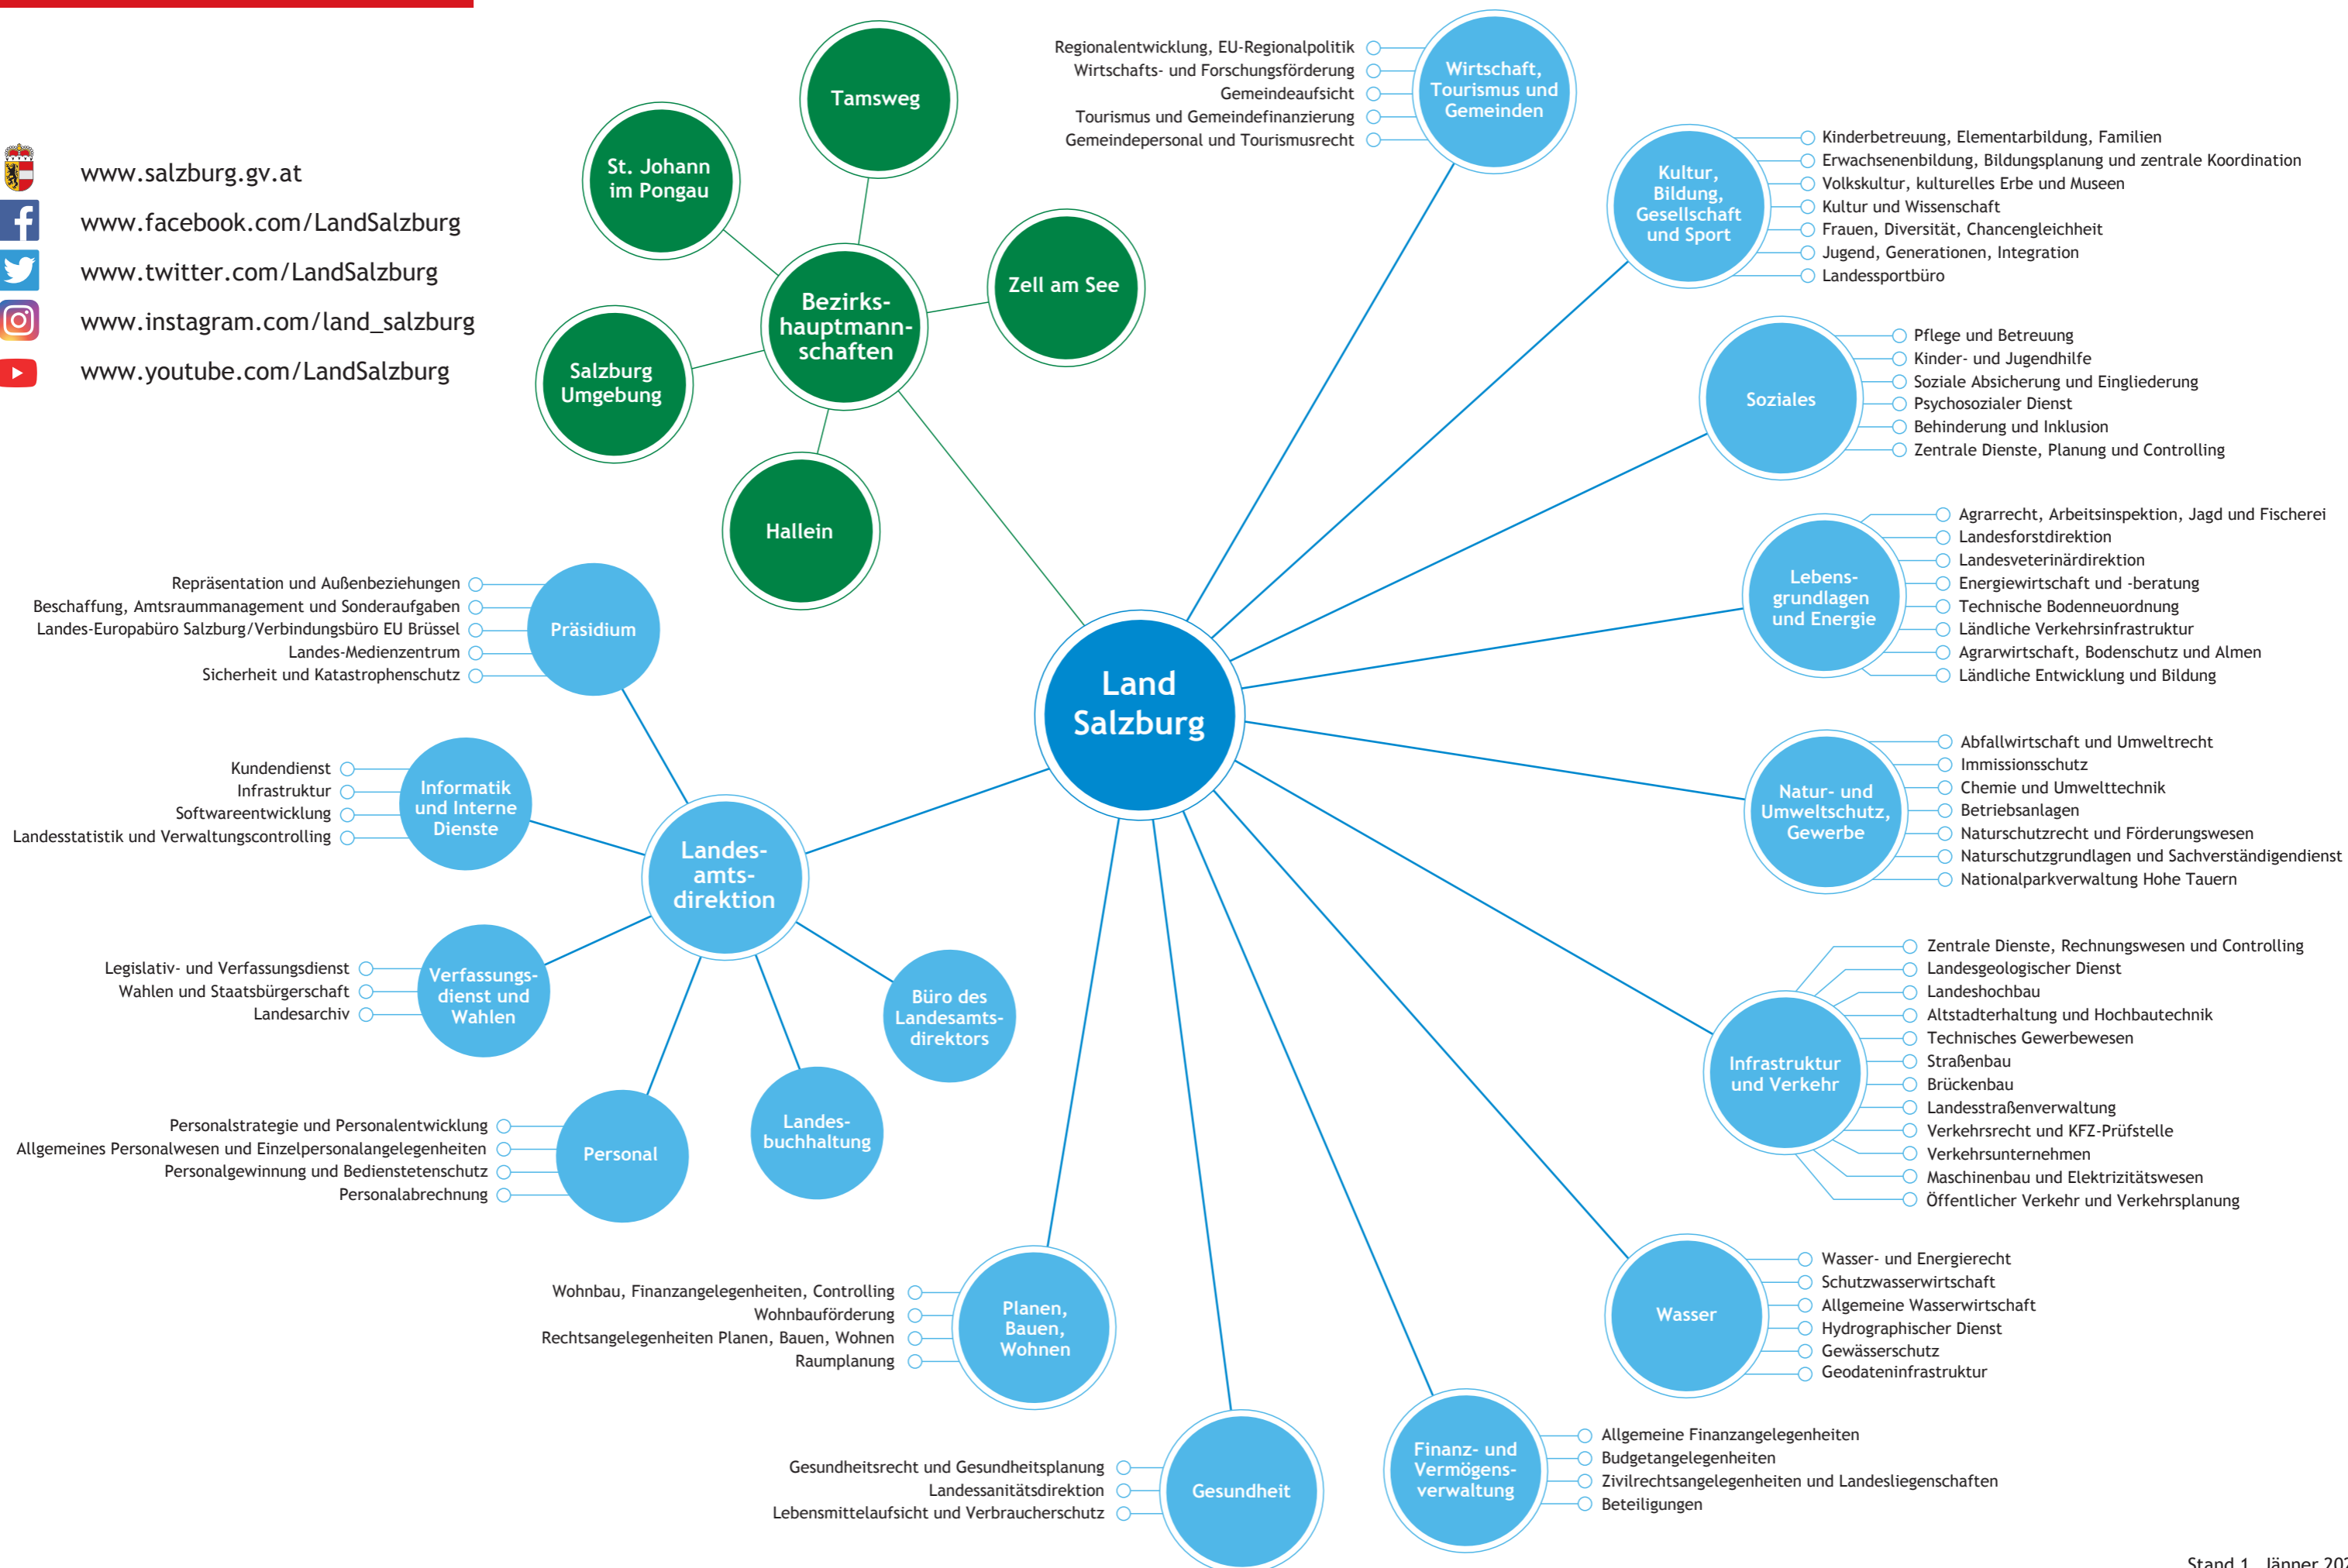 www.salzburg.gv.at
www.facebook.com/LandSalzburg
www.twitter.com/LandSalzburg
www.instagram.com/land_salzburg
www.youtube.com/LandSalzburg
Tamsweg
St. Johann
im Pongau
Zell am See
Bezirks-
hauptmann-
schaften
Salzburg
Umgebung
Hallein
Land
Salzburg
Regionalentwicklung, EU-Regionalpolitik
Wirtschafts- und Forschungsförderung
Gemeindeaufsicht
Tourismus und Gemeindefinanzierung
Gemeindepersonal und Tourismusrecht
Wirtschaft,
Tourismus und
Gemeinden
Kultur,
Bildung,
Gesellschaft
und Sport
Kinderbetreuung, Elementarbildung, Familien
Erwachsenenbildung, Bildungsplanung und zentrale Koordination
Volkskultur, kulturelles Erbe und Museen
Kultur und Wissenschaft
Frauen, Diversität, Chancengleichheit
Jugend, Generationen, Integration
Landessportbüro
Soziales
Pflege und Betreuung
Kinder- und Jugendhilfe
Soziale Absicherung und Eingliederung
Psychosozialer Dienst
Behinderung und Inklusion
Zentrale Dienste, Planung und Controlling
Lebens-
grundlagen
und Energie
Agrarrecht, Arbeitsinspektion, Jagd und Fischerei
Landesforstdirektion
Landesveterinärdirektion
Energiewirtschaft und -beratung
Technische Bodenneuordnung
Ländliche Verkehrsinfrastruktur
Agrarwirtschaft, Bodenschutz und Almen
Ländliche Entwicklung und Bildung
Natur- und
Umweltschutz,
Gewerbe
Abfallwirtschaft und Umweltrecht
Immissionsschutz
Chemie und Umwelttechnik
Betriebsanlagen
Naturschutzrecht und Förderungswesen
Naturschutzgrundlagen und Sachverständigendienst
Nationalparkverwaltung Hohe Tauern
Infrastruktur
und Verkehr
Zentrale Dienste, Rechnungswesen und Controlling
Landesgeologischer Dienst
Landeshochbau
Altstadterhaltung und Hochbautechnik
Technisches Gewerbewesen
Straßenbau
Brückenbau
Landesstraßenverwaltung
Verkehrsrecht und KFZ-Prüfstelle
Verkehrsunternehmen
Maschinenbau und Elektrizitätswesen
Öffentlicher Verkehr und Verkehrsplanung
Wasser
Wasser- und Energierecht
Schutzwasserwirtschaft
Allgemeine Wasserwirtschaft
Hydrographischer Dienst
Gewässerschutz
Geodateninfrastruktur
Finanz- und
Vermögens-
verwaltung
Allgemeine Finanzangelegenheiten
Budgetangelegenheiten
Zivilrechtsangelegenheiten und Landesliegenschaften
Beteiligungen
Gesundheitsrecht und Gesundheitsplanung
Landessanitätsdirektion
Lebensmittelaufsicht und Verbraucherschutz
Gesundheit
Wohnbau, Finanzangelegenheiten, Controlling
Wohnbauförderung
Rechtsangelegenheiten Planen, Bauen, Wohnen
Raumplanung
Planen,
Bauen,
Wohnen
Landes-
amts-
direktion
Repräsentation und Außenbeziehungen
Beschaffung, Amtsraummanagement und Sonderaufgaben
Landes-Europabüro Salzburg/Verbindungsbüro EU Brüssel
Landes-Medienzentrum
Sicherheit und Katastrophenschutz
Präsidium
Kundendienst
Infrastruktur
Softwareentwicklung
Landesstatistik und Verwaltungscontrolling
Informatik
und Interne
Dienste
Legislativ- und Verfassungsdienst
Wahlen und Staatsbürgerschaft
Landesarchiv
Verfassungs-
dienst und
Wahlen
Personalstrategie und Personalentwicklung
Allgemeines Personalwesen und Einzelpersonalangelegenheiten
Personalgewinnung und Bedienstetenschutz
Personalabrechnung
Personal
Landes-
buchhaltung
Büro des
Landesamts-
direktors
Stand 1. Jänner